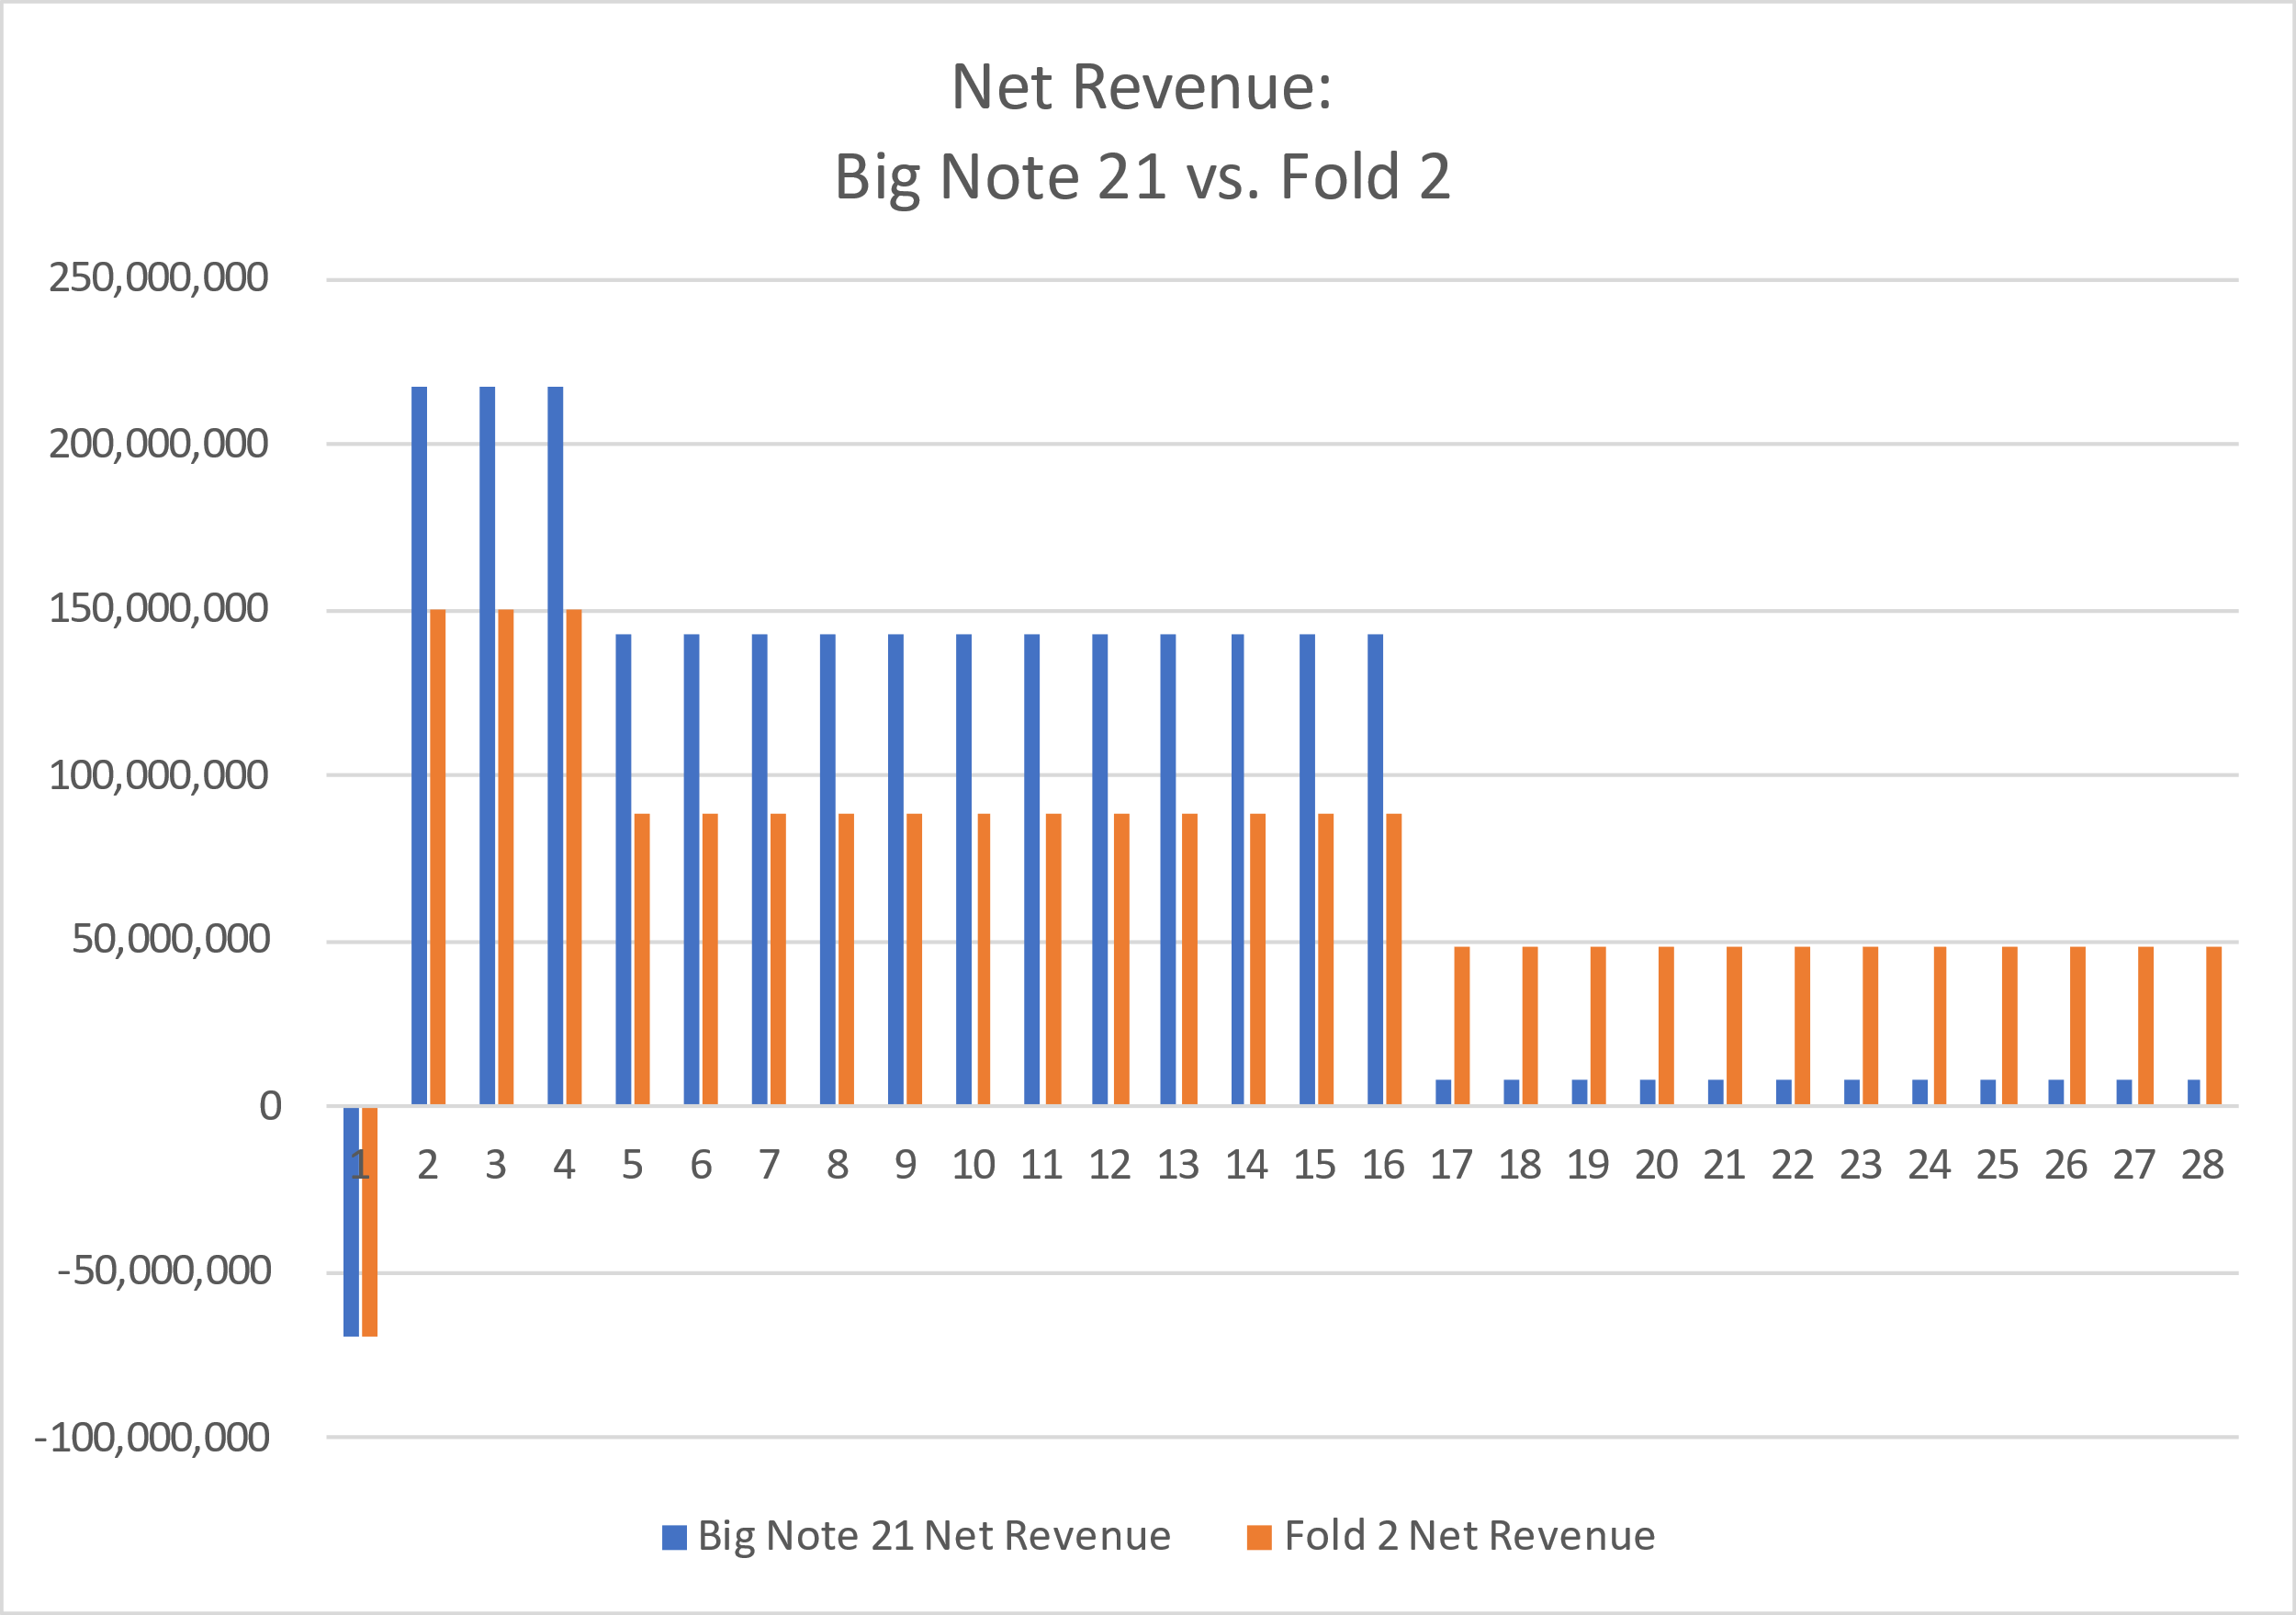 Net Revenue:
Big Note 21 vs. Fold 2
250,000,000
200,000,000
150,000,000
100,000,000
50,000,000
0
1 2 3 4 5 6 7 8 9 10 11 12 13 14 15 16 17 18 19 20 21 22 23 24 25 26 27 28
-50,000,000
-100,000,000
Big Note 21 Net Revenue Fold 2 Net Revenue